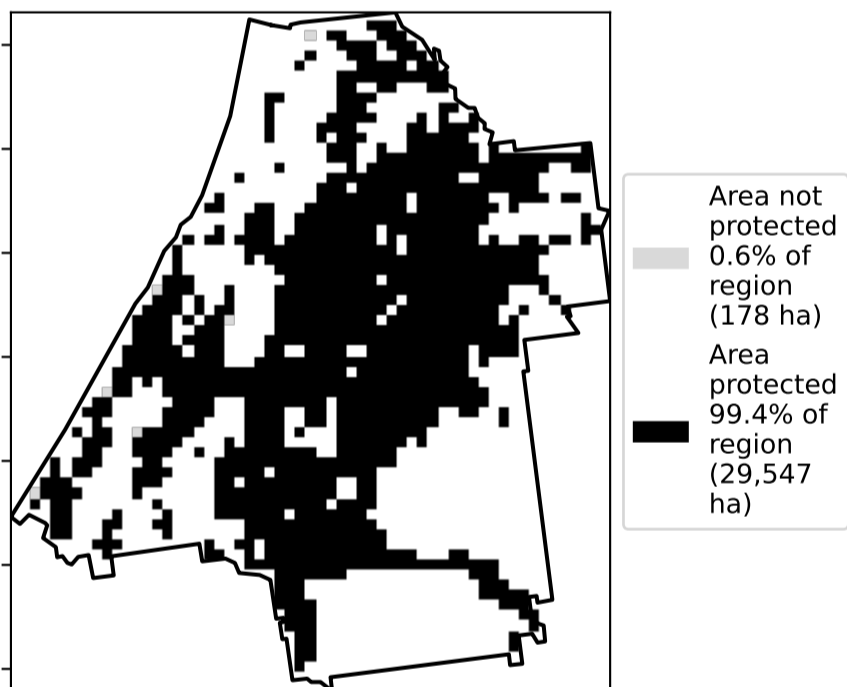 Area not
protected
0.6% of
region
(178 ha)
Area
protected
99.4% of
region
(29,547
ha)